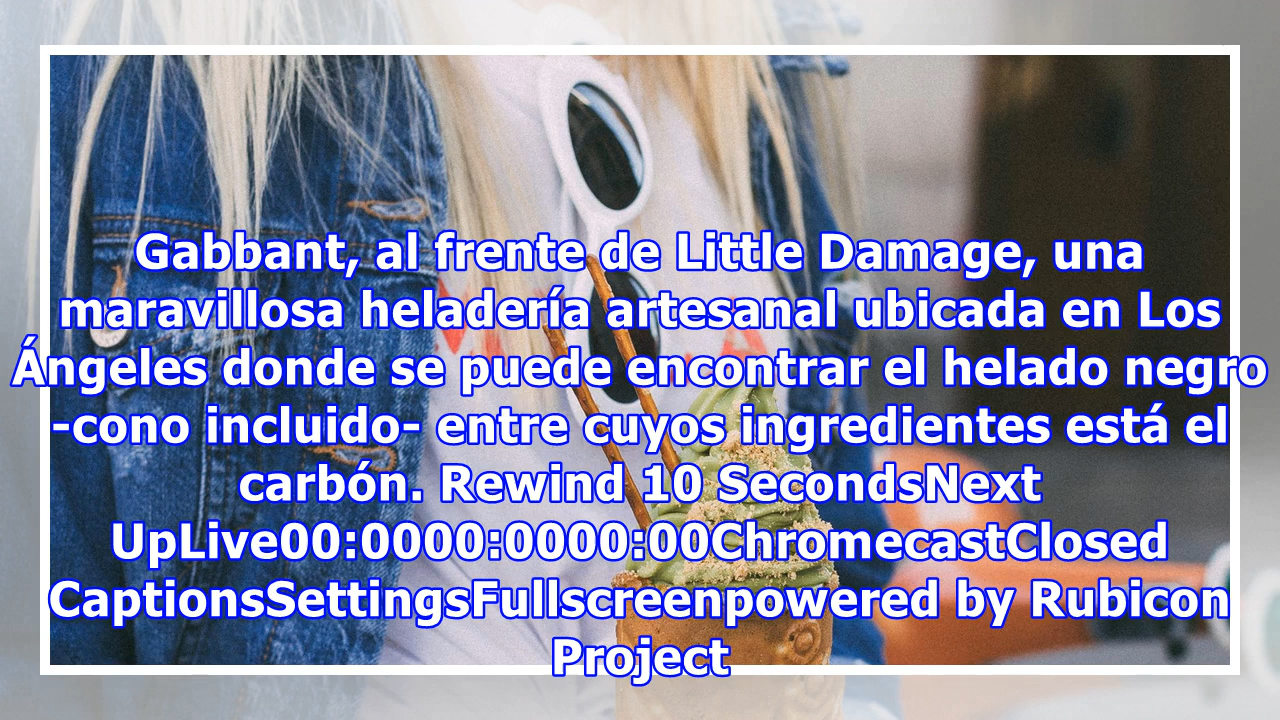 Gabbant, al frente de Little Damage, una
maravillosa heladería artesanal ubicada en Los
Ángeles donde se puede encontrar el helado negro
-cono incluido- entre cuyos ingredientes está el
carbón. Rewind 10 SecondsNext
UpLive00:0000:0000:00ChromecastClosed
CaptionsSettingsFullscreenpowered by Rubicon
Project